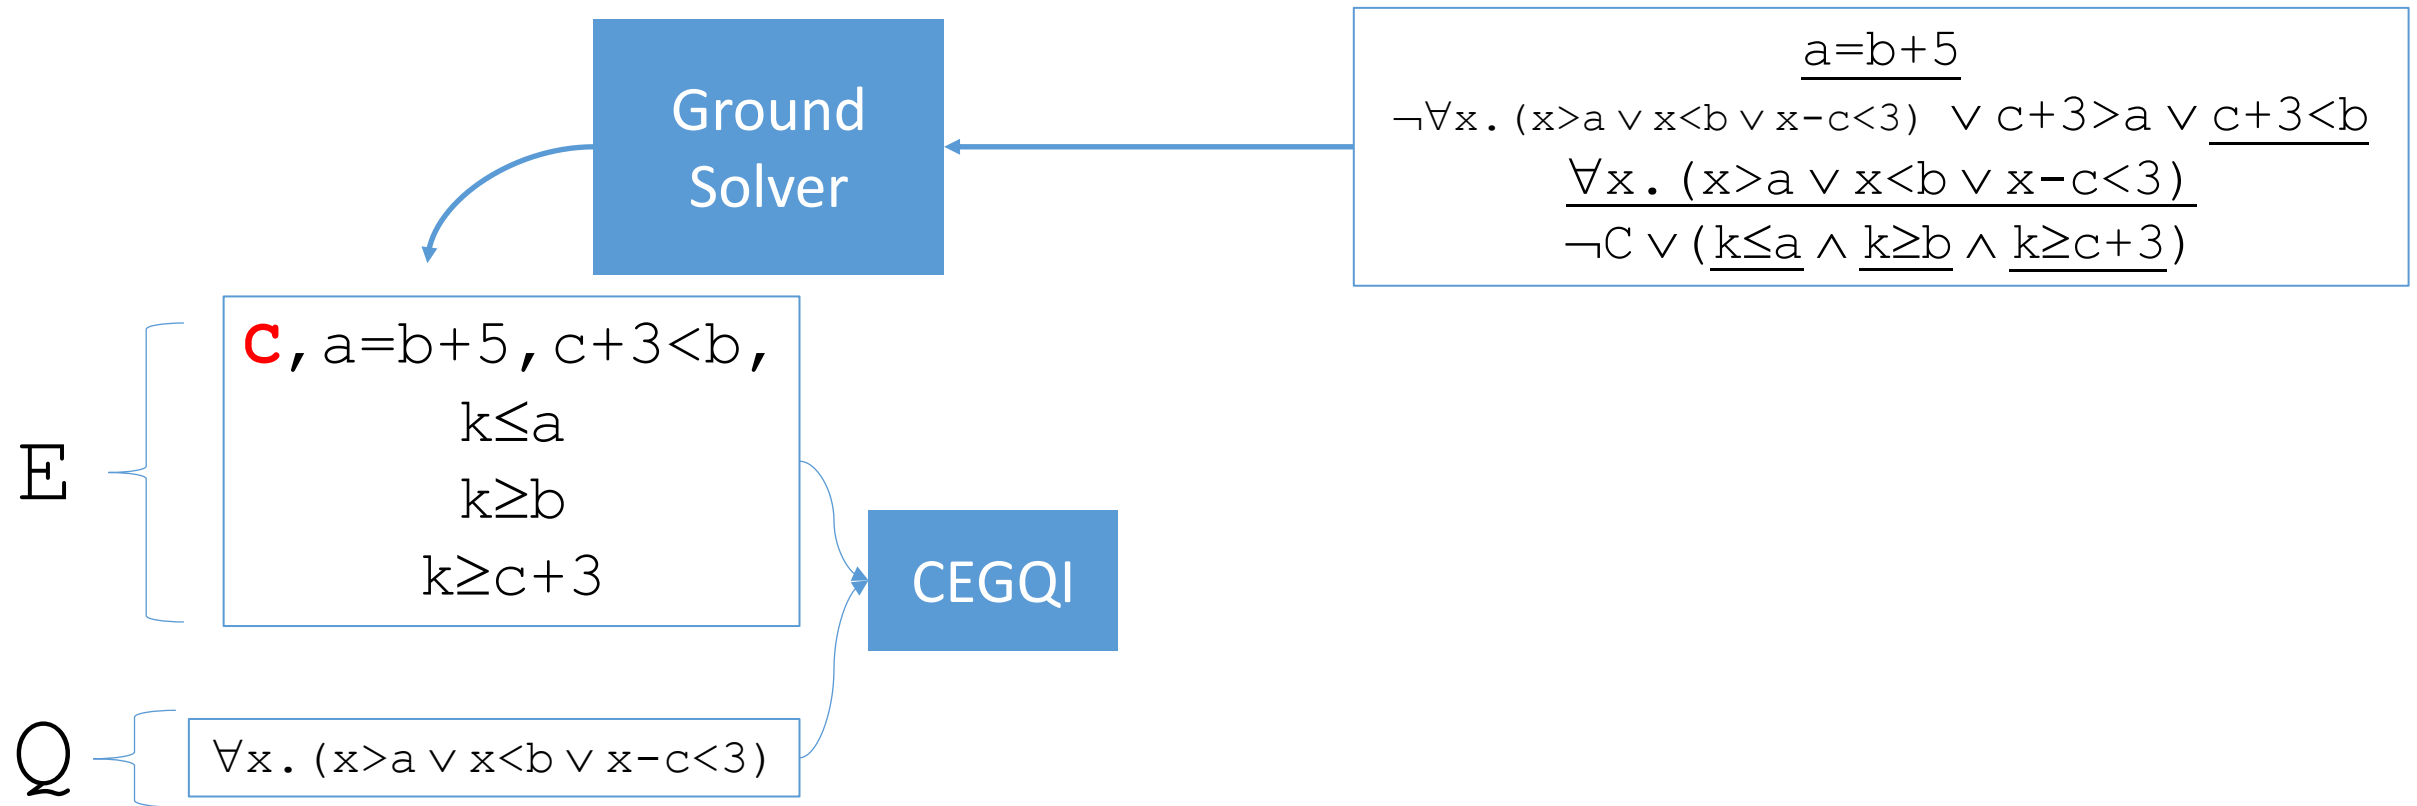 Ground
Solver
a=b+5
¬∀x.(x>a ∨ x<b ∨ x-c<3) ∨ c+3>a ∨ c+3<b
∀x.(x>a ∨ x<b ∨ x-c<3)
¬C ∨ (k≤a ∧ k≥b ∧ k≥c+3)
C,a=b+5,c+3<b,
k≤a
k≥b
k≥c+3
E
CEGQI
Q
∀x.(x>a ∨ x<b ∨ x-c<3)